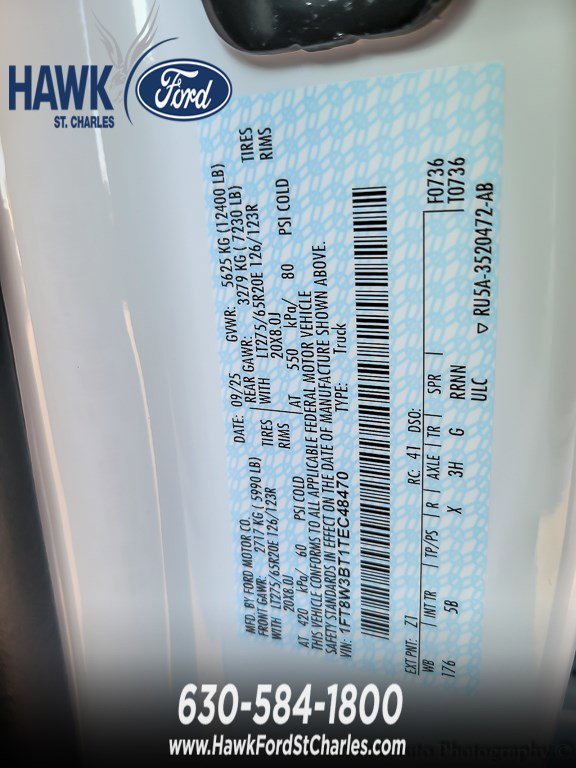 HAWK
ST. CHARLES
Ford
MFD. BY FORD MOTOR CO.
DATE: 09/25
GVWR: 5625 KG (12400 LB)
FRONT GAWR: 2717 KG ( 5990 LB)
REAR GAWR: 3279 KG ( 7230 LB)
WITH LT275/65R20E 126/123R TIRES
WITH LT275/65R20E 126/123R TIRES
20X8.0J RIMS
20X8.0J RIMS
AT 420 kPa/ 60 PSI COLD
AT 550 kPa/ 80 PSI COLD
THIS VEHICLE CONFORMS TO ALL APPLICABLE FEDERAL MOTOR VEHICLE
SAFETY STANDARDS IN EFFECT ON THE DATE OF MANUFACTURE SHOWN ABOVE.
VIN: 1FT8W3BT1TEC48470
TYPE: Truck
F0736
T0736
EXT PNT: Z1 RC: 41 DSO:
WB INT TR TP/PS R AXLE TR SPR
176 5B X 3H G RRNN
ULC
▽ RU5A-3520472-AB
630-584-1800
www.HawkFordStCharles.com
Auto Photography ©